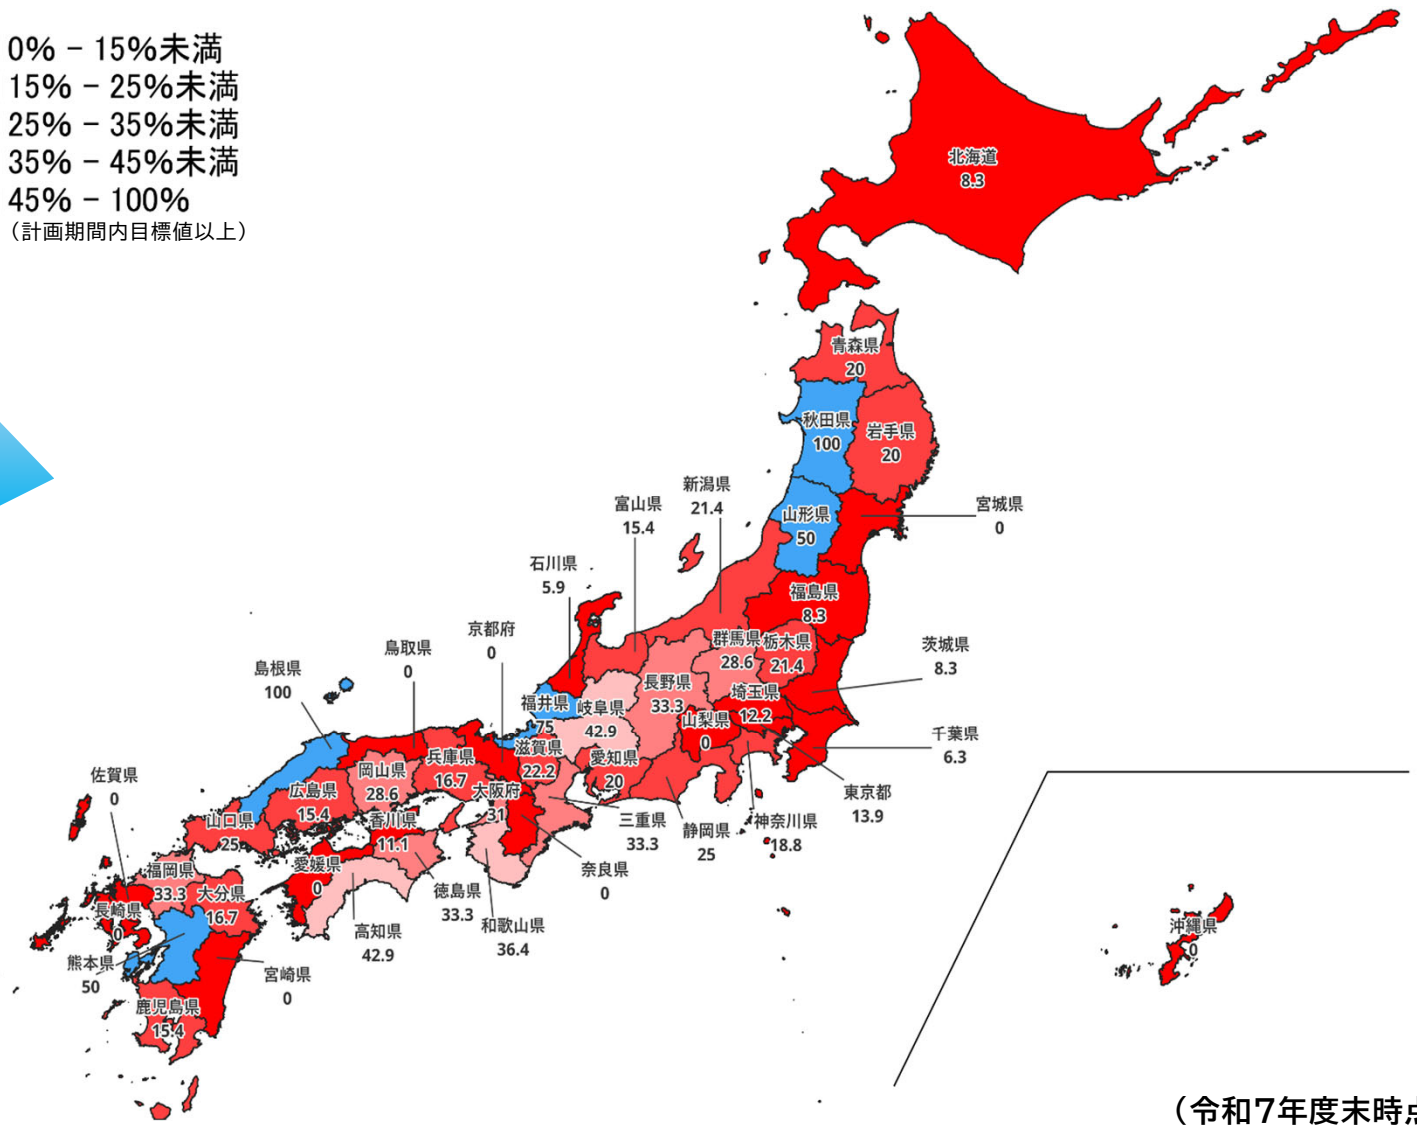 0% – 15%未満
15% – 25%未満
25% – 35%未満
35% – 45%未満
45% – 100%
（計画期間内目標値以上）
北海道
8.3
青森県
20
秋田県
100
岩手県
20
新潟県
21.4
富山県
15.4
宮城県
0
山形県
50
石川県
5.9
福島県
8.3
京都府
0
鳥取県
0
島根県
100
群馬県
28.6
栃木県
21.4
茨城県
8.3
長野県
33.3
埼玉県
12.2
福井県
75
岐阜県
42.9
山梨県
0
千葉県
6.3
滋賀県
22.2
愛知県
20
兵庫県
16.7
岡山県
28.6
佐賀県
0
広島県
15.4
大阪府
31
東京都
13.9
山口県
25
香川県
11.1
三重県
33.3
静岡県
25
神奈川県
18.8
愛媛県
0
奈良県
0
福岡県
33.3
大分県
16.7
徳島県
33.3
長崎県
0
高知県
42.9
和歌山県
36.4
沖縄県
0
熊本県
50
宮崎県
0
鹿児島県
15.4
（令和7年度末時点